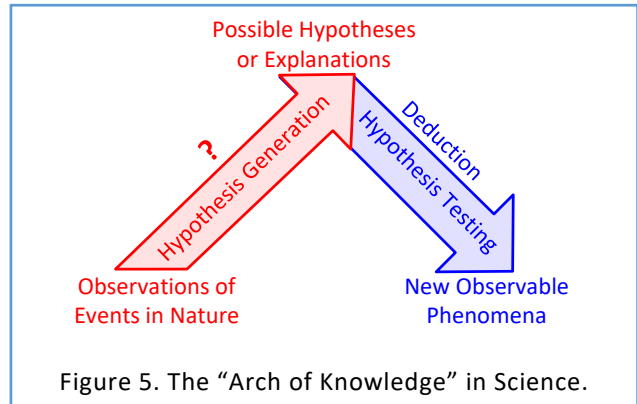 Possible Hypotheses
or Explanations
?
Hypothesis Generation
Deduction
Hypothesis Testing
Observations of
Events in Nature
New Observable
Phenomena
Figure 5. The “Arch of Knowledge” in Science.